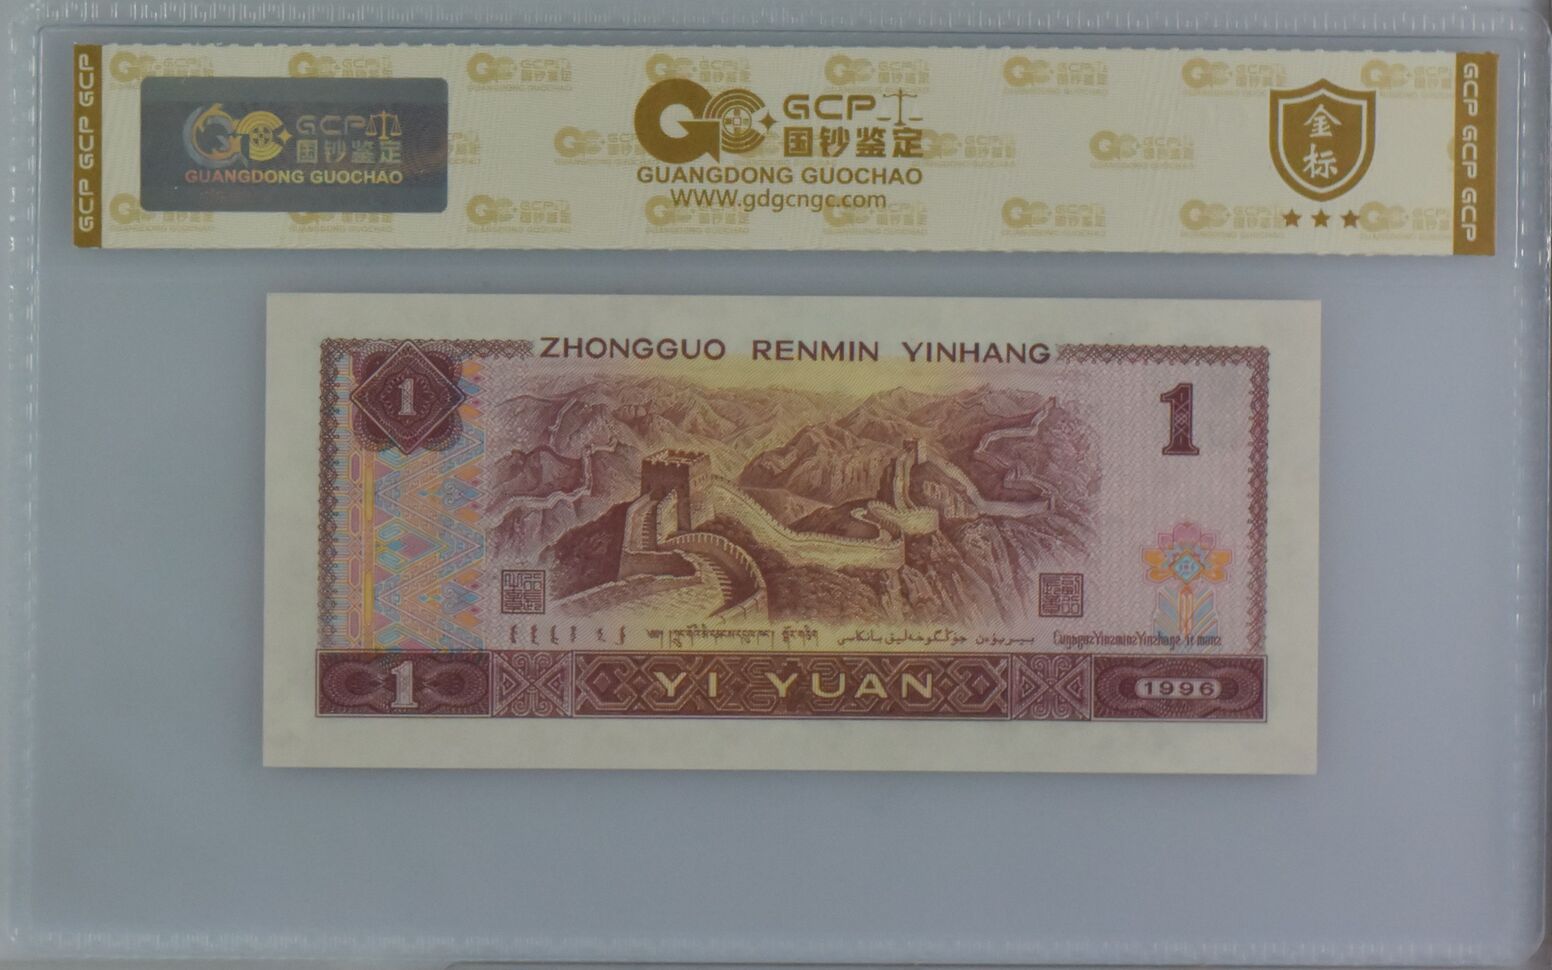 GCP GCP GCP
GCP
国钞鉴定
GUANGDONG GUOCHAO
GCP
国钞鉴定
GUANGDONG GUOCHAO
WWW.gdgcngc.com
金标
GCP GCP GCP
ZHONGGUO RENMIN YINHANG
1
1
1 YI YUAN 1996